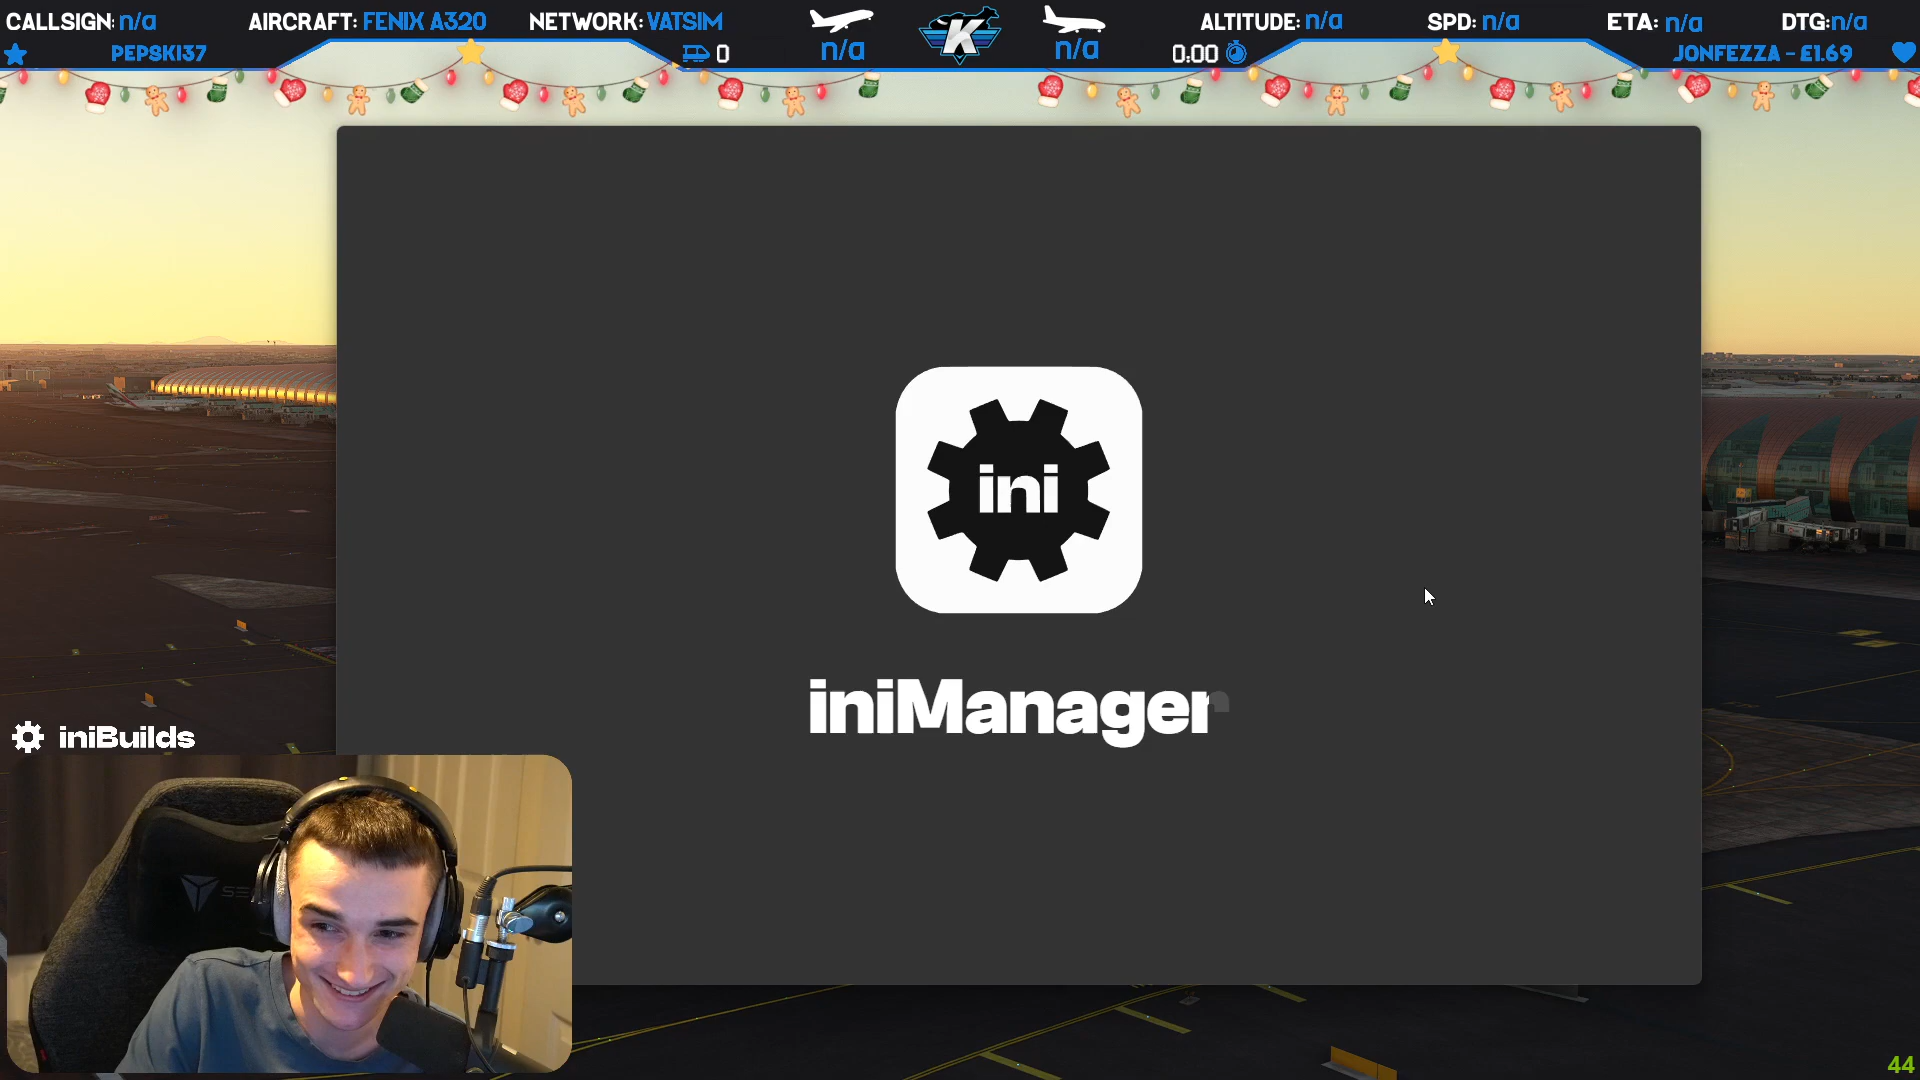 CALLSIGN: n/a
AIRCRAFT: FENIX A320
NETWORK: VATSIM
n/a
K
n/a
ALTITUDE: n/a
SPD: n/a
ETA: n/a
DTG:n/a
PEPSKI37
0
0:00
JONFEZZA - £1.69
ini
iniManager
iniBuilds
44